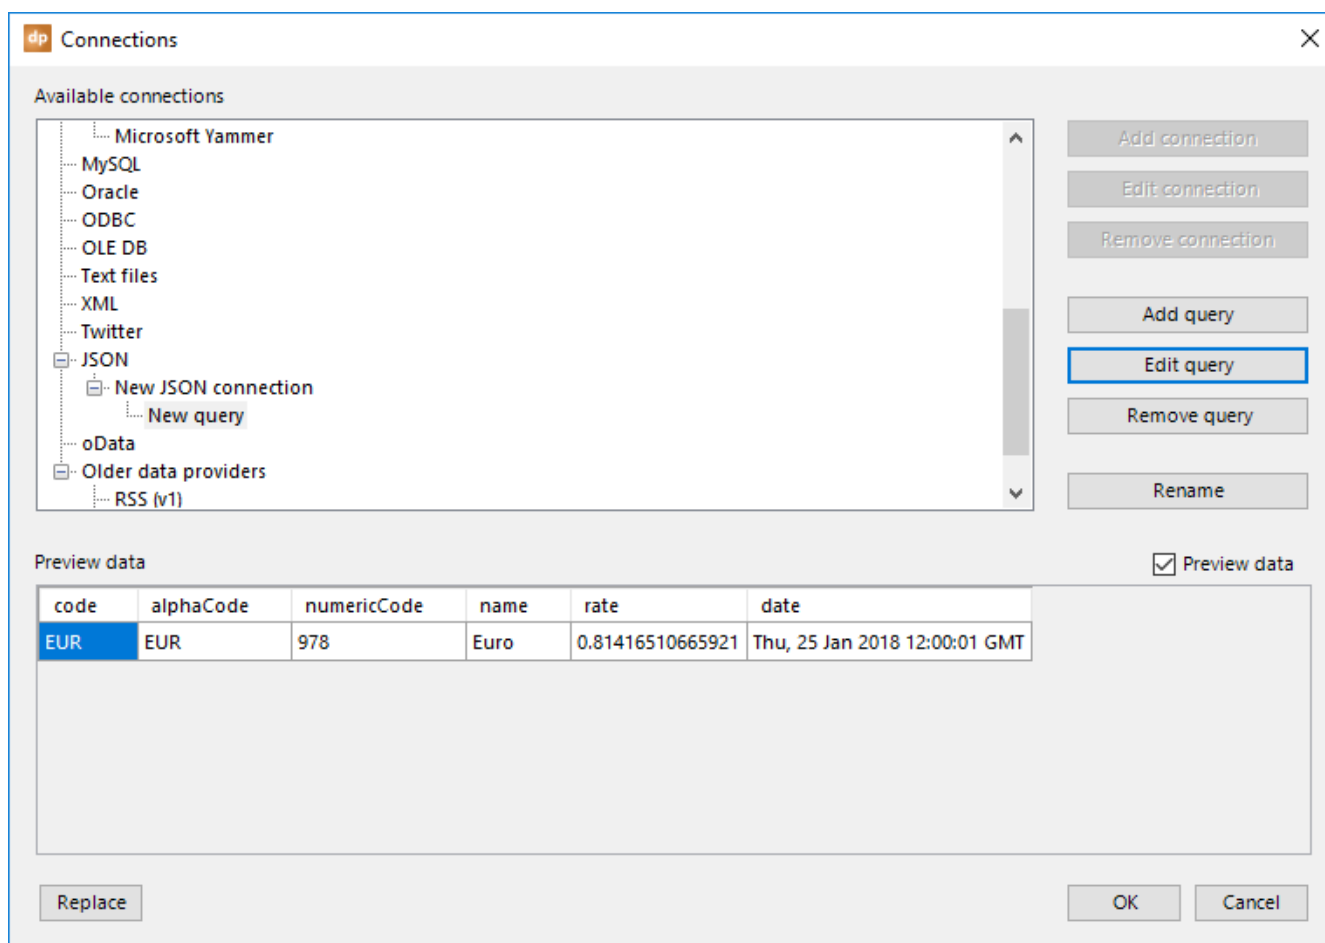 dp Connections
Available connections
Microsoft Yammer
MySQL
Oracle
ODBC
OLE DB
Text files
XML
Twitter
JSON
New JSON connection
New query
oData
Older data providers
RSS (v1)
Add connection
Edit connection
Remove connection
Add query
Edit query
Remove query
Rename
Preview data
Preview data
code alphaCode numericCode name rate date
EUR EUR 978 Euro 0.81416510665921 Thu, 25 Jan 2018 12:00:01 GMT
Replace OK Cancel